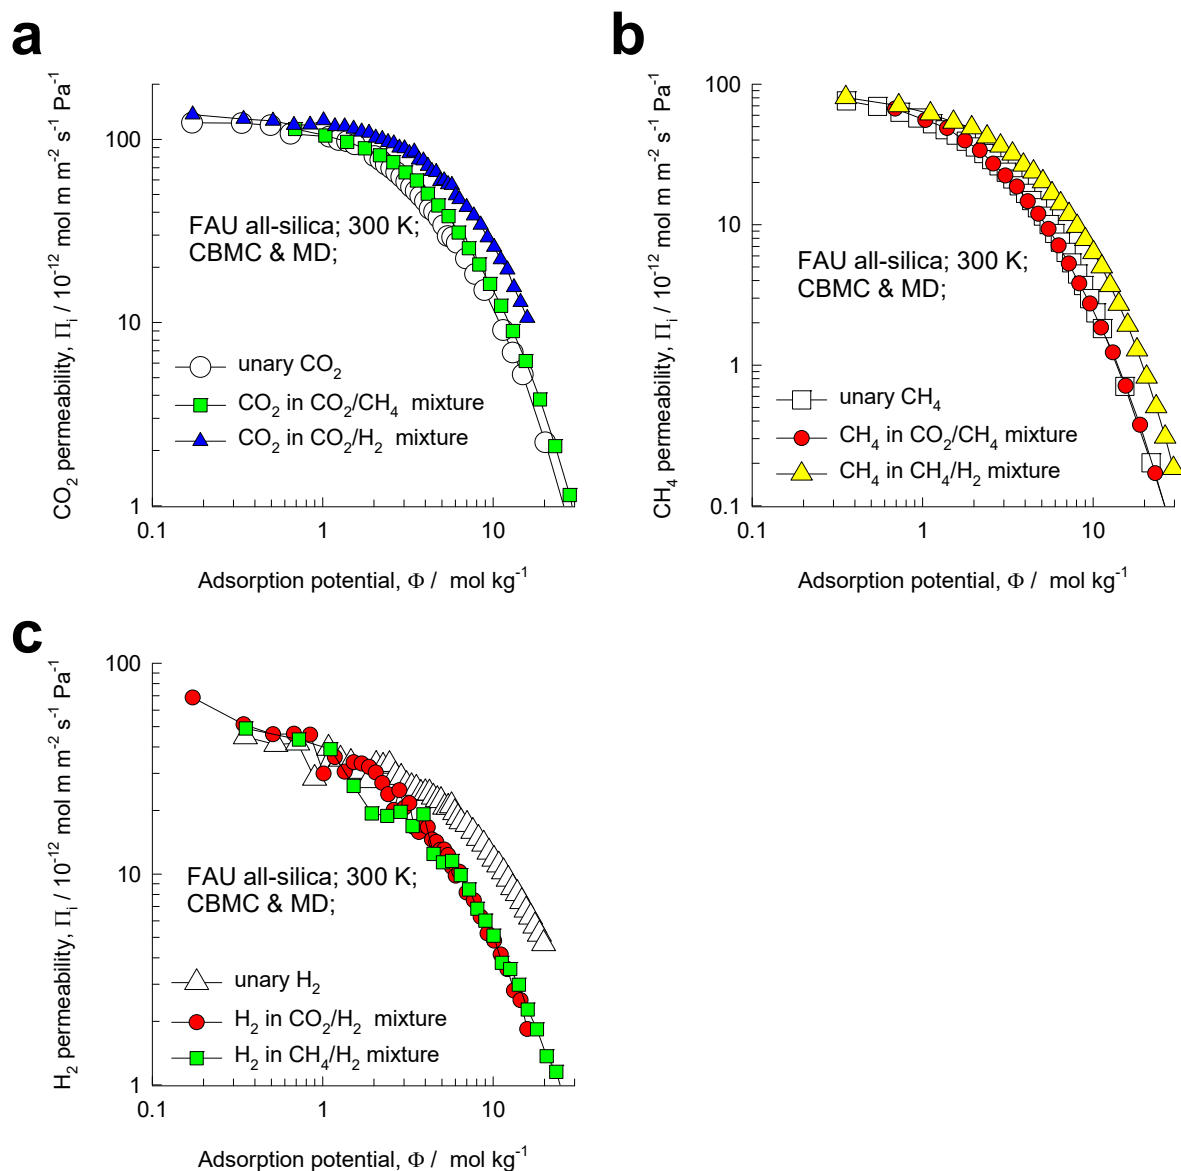 a
CO₂ permeability, Πᵢ / 10⁻¹² mol m m⁻² s⁻¹ Pa⁻¹
100
10
1
FAU all-silica; 300 K;
CBMC & MD;
unary CO₂
CO₂ in CO₂/CH₄ mixture
CO₂ in CO₂/H₂ mixture
0.1 1 10
Adsorption potential, Φ / mol kg⁻¹
b
CH₄ permeability, Πᵢ / 10⁻¹² mol m m⁻² s⁻¹ Pa⁻¹
100
10
1
0.1
FAU all-silica; 300 K;
CBMC & MD;
unary CH₄
CH₄ in CO₂/CH₄ mixture
CH₄ in CH₄/H₂ mixture
0.1 1 10
Adsorption potential, Φ / mol kg⁻¹
c
H₂ permeability, Πᵢ / 10⁻¹² mol m m⁻² s⁻¹ Pa⁻¹
100
10
1
FAU all-silica; 300 K;
CBMC & MD;
unary H₂
H₂ in CO₂/H₂ mixture
H₂ in CH₄/H₂ mixture
0.1 1 10
Adsorption potential, Φ / mol kg⁻¹